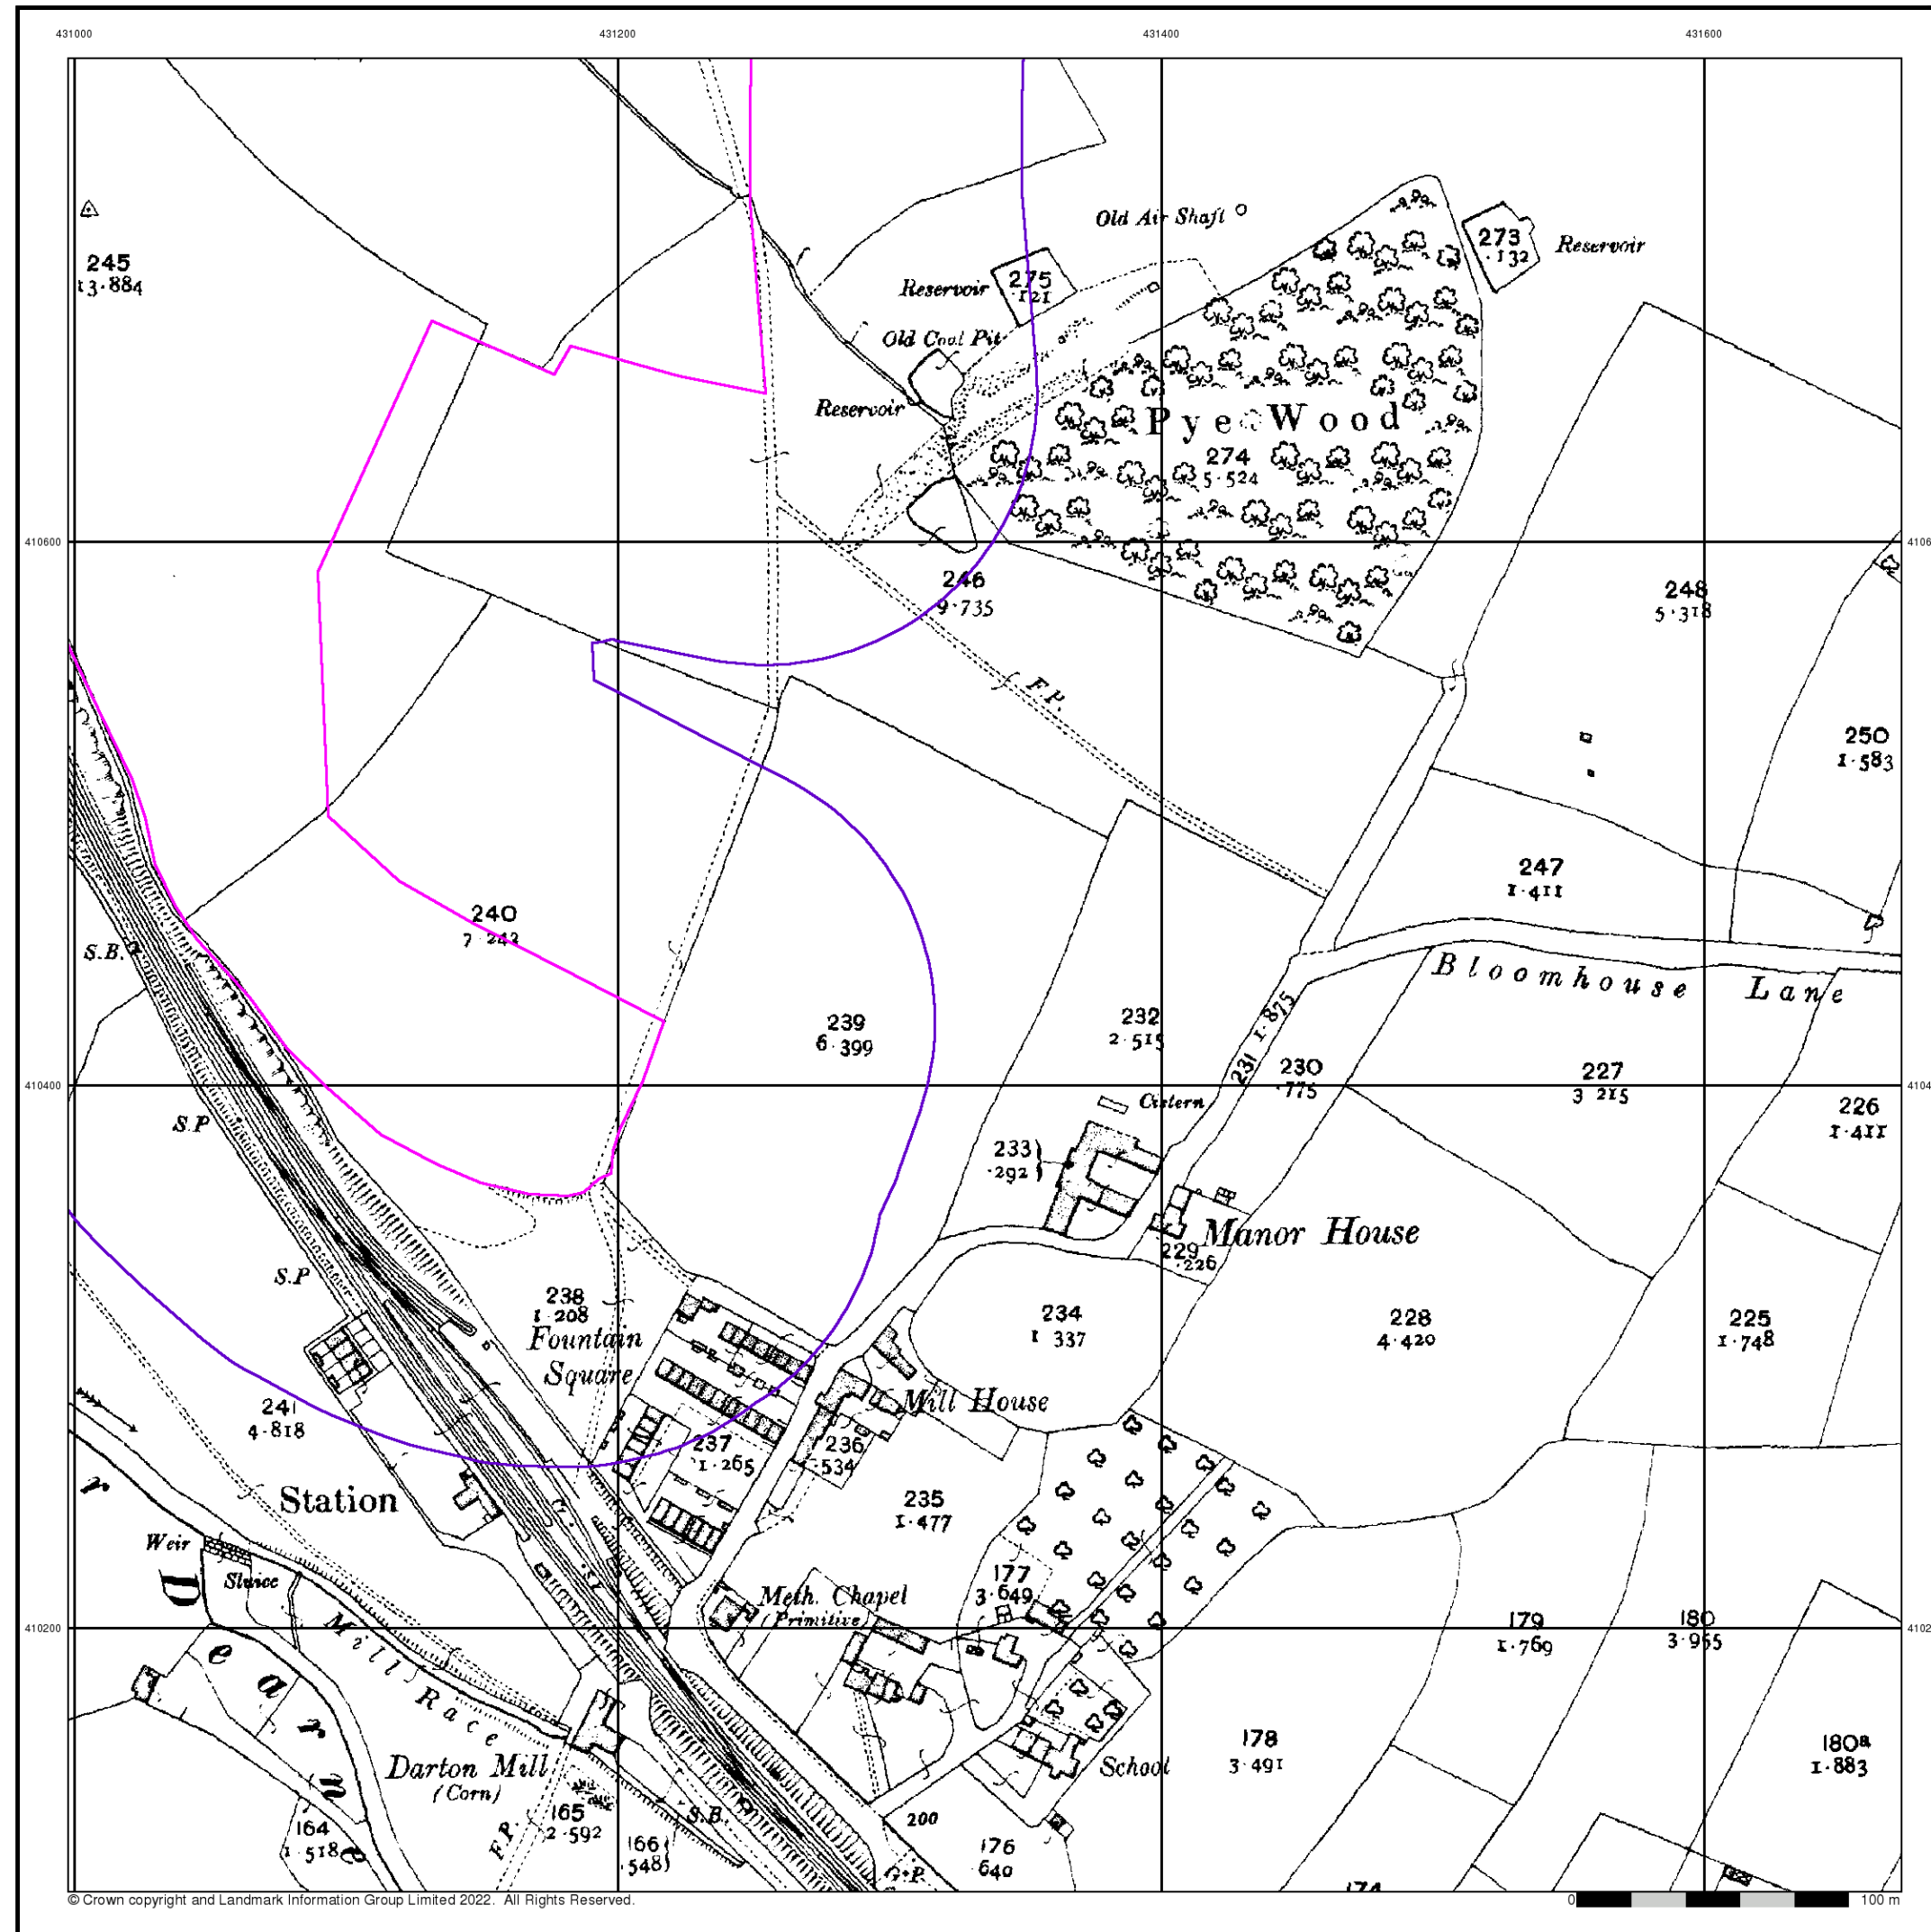 431000 431200 431400 431600
Old Air Shaft
245
13·884
273
·132
Reservoir
Reservoir
275
·121
Old Coal Pit
Reservoir
Pye Wood
274
5·524
410600
246
9·735
248
5·318
F.P.
250
1·583
247
1·411
240
7·242
S.B.
Bloomhouse Lane
239
6·399
232
2·515
231 1·875
230
·775
227
3 215
410400
Cistern
226
1·411
S.P
233
·292
Manor House
229
·226
S.P
238
1·208
Fountain
Square
234
1 337
228
4·420
225
1·748
241
4·818
Mill House
237
1·265
236
·534
Station
235
1·477
Weir
Sluice
Meth. Chapel
(Primitive)
177
3·649
179
1·769
180
3·955
410200
Mill Race
r Dearne
Darton Mill
(Corn)
School
178
3·491
180a
1·883
164
1·518
F.P.
165
2·592
166
·548
S.B.
200
176
·640
G.P.
174
© Crown copyright and Landmark Information Group Limited 2022. All Rights Reserved.
0 100 m